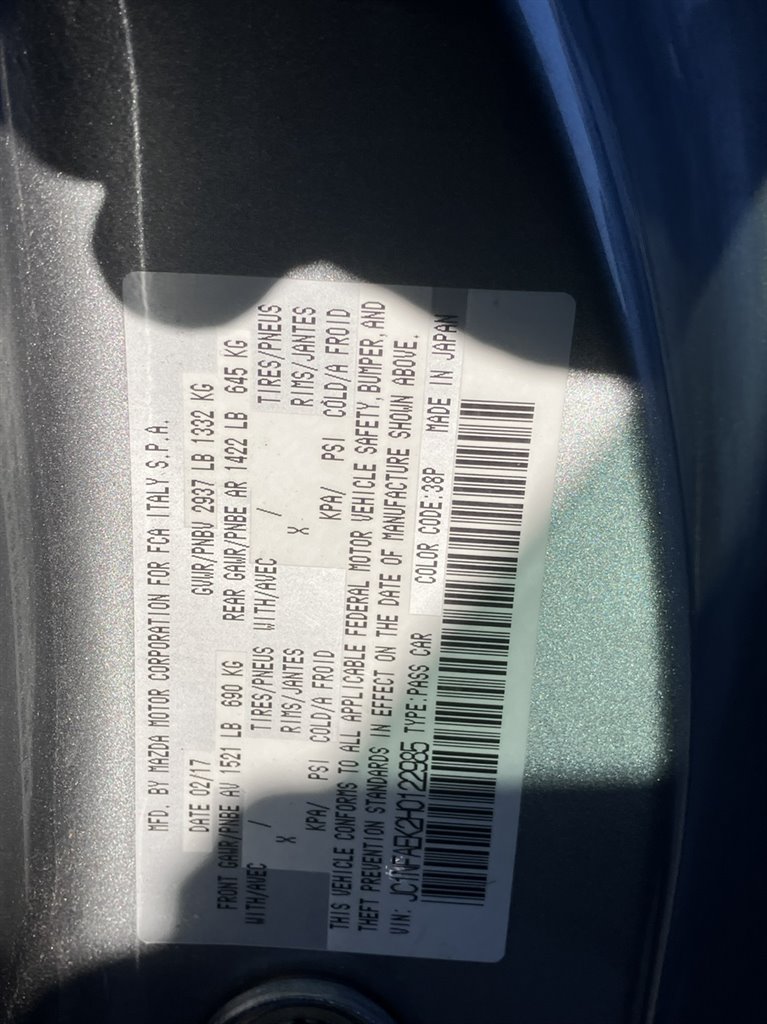 MFD. BY MAZDA MOTOR CORPORATION FOR FCA ITALY S.P.A.
DATE 02/17 GVWR/PNBV 2937 LB 1332 KG
FRONT GAWR/PNBE AV 1521 LB 690 KG REAR GAWR/PNBE AR 1422 LB 645 KG
WITH/AVEC / TIRES/PNEUS WITH/AVEC / TIRES/PNEUS
X RIMS/JANTES X RIMS/JANTES
KPA/ PSI COLD/A FROID KPA/ PSI COLD/A FROID
THIS VEHICLE CONFORMS TO ALL APPLICABLE FEDERAL MOTOR VEHICLE SAFETY, BUMPER, AND
THEFT PREVENTION STANDARDS IN EFFECT ON THE DATE OF MANUFACTURE SHOWN ABOVE.
VIN: JC1NFAEK2H0122985 TYPE:PASS CAR COLOR CODE:38P MADE IN JAPAN